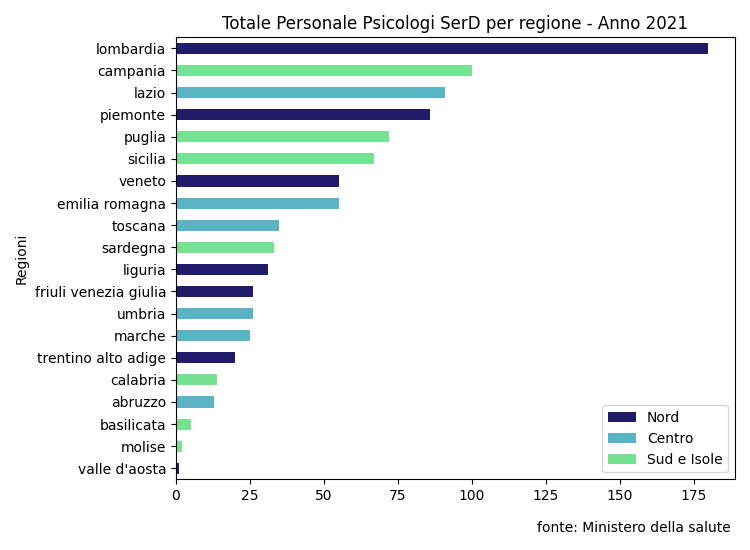 Totale Personale Psicologi SerD per regione - Anno 2021
Regioni
lombardia
campania
lazio
piemonte
puglia
sicilia
veneto
emilia romagna
toscana
sardegna
liguria
friuli venezia giulia
umbria
marche
trentino alto adige
calabria
abruzzo
basilicata
molise
valle d'aosta
0 25 50 75 100 125 150 175
Nord
Centro
Sud e Isole
fonte: Ministero della salute